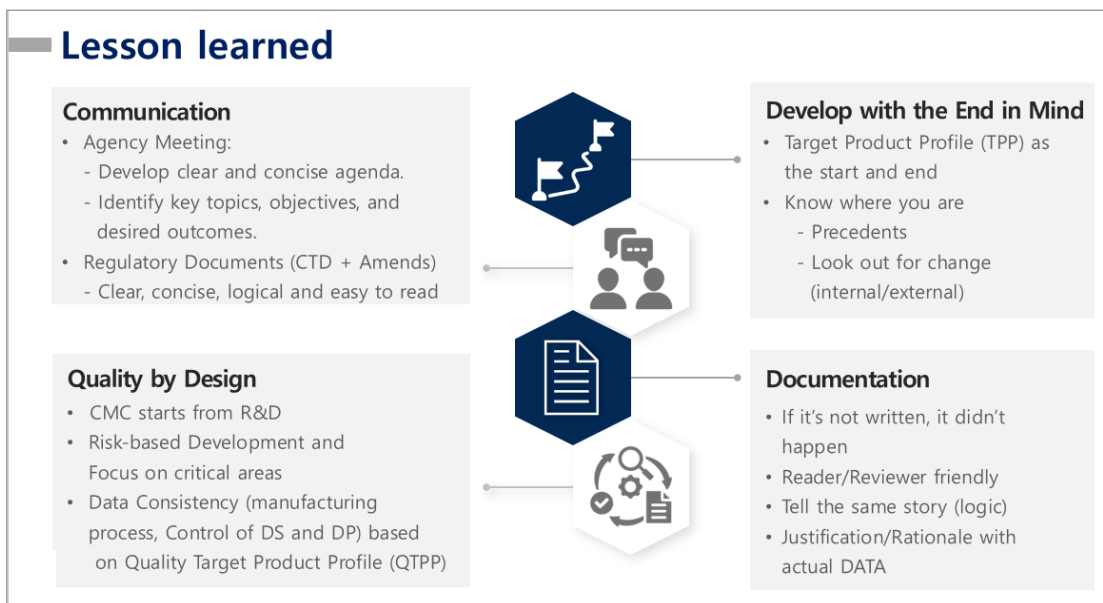 Lesson learned
Communication
• Agency Meeting:
- Develop clear and concise agenda.
- Identify key topics, objectives, and
desired outcomes.
• Regulatory Documents (CTD + Amends)
- Clear, concise, logical and easy to read
Develop with the End in Mind
• Target Product Profile (TPP) as
the start and end
• Know where you are
- Precedents
- Look out for change
(internal/external)
Quality by Design
• CMC starts from R&D
• Risk-based Development and
Focus on critical areas
• Data Consistency (manufacturing
process, Control of DS and DP) based
on Quality Target Product Profile (QTPP)
Documentation
• If it's not written, it didn't
happen
• Reader/Reviewer friendly
• Tell the same story (logic)
• Justification/Rationale with
actual DATA